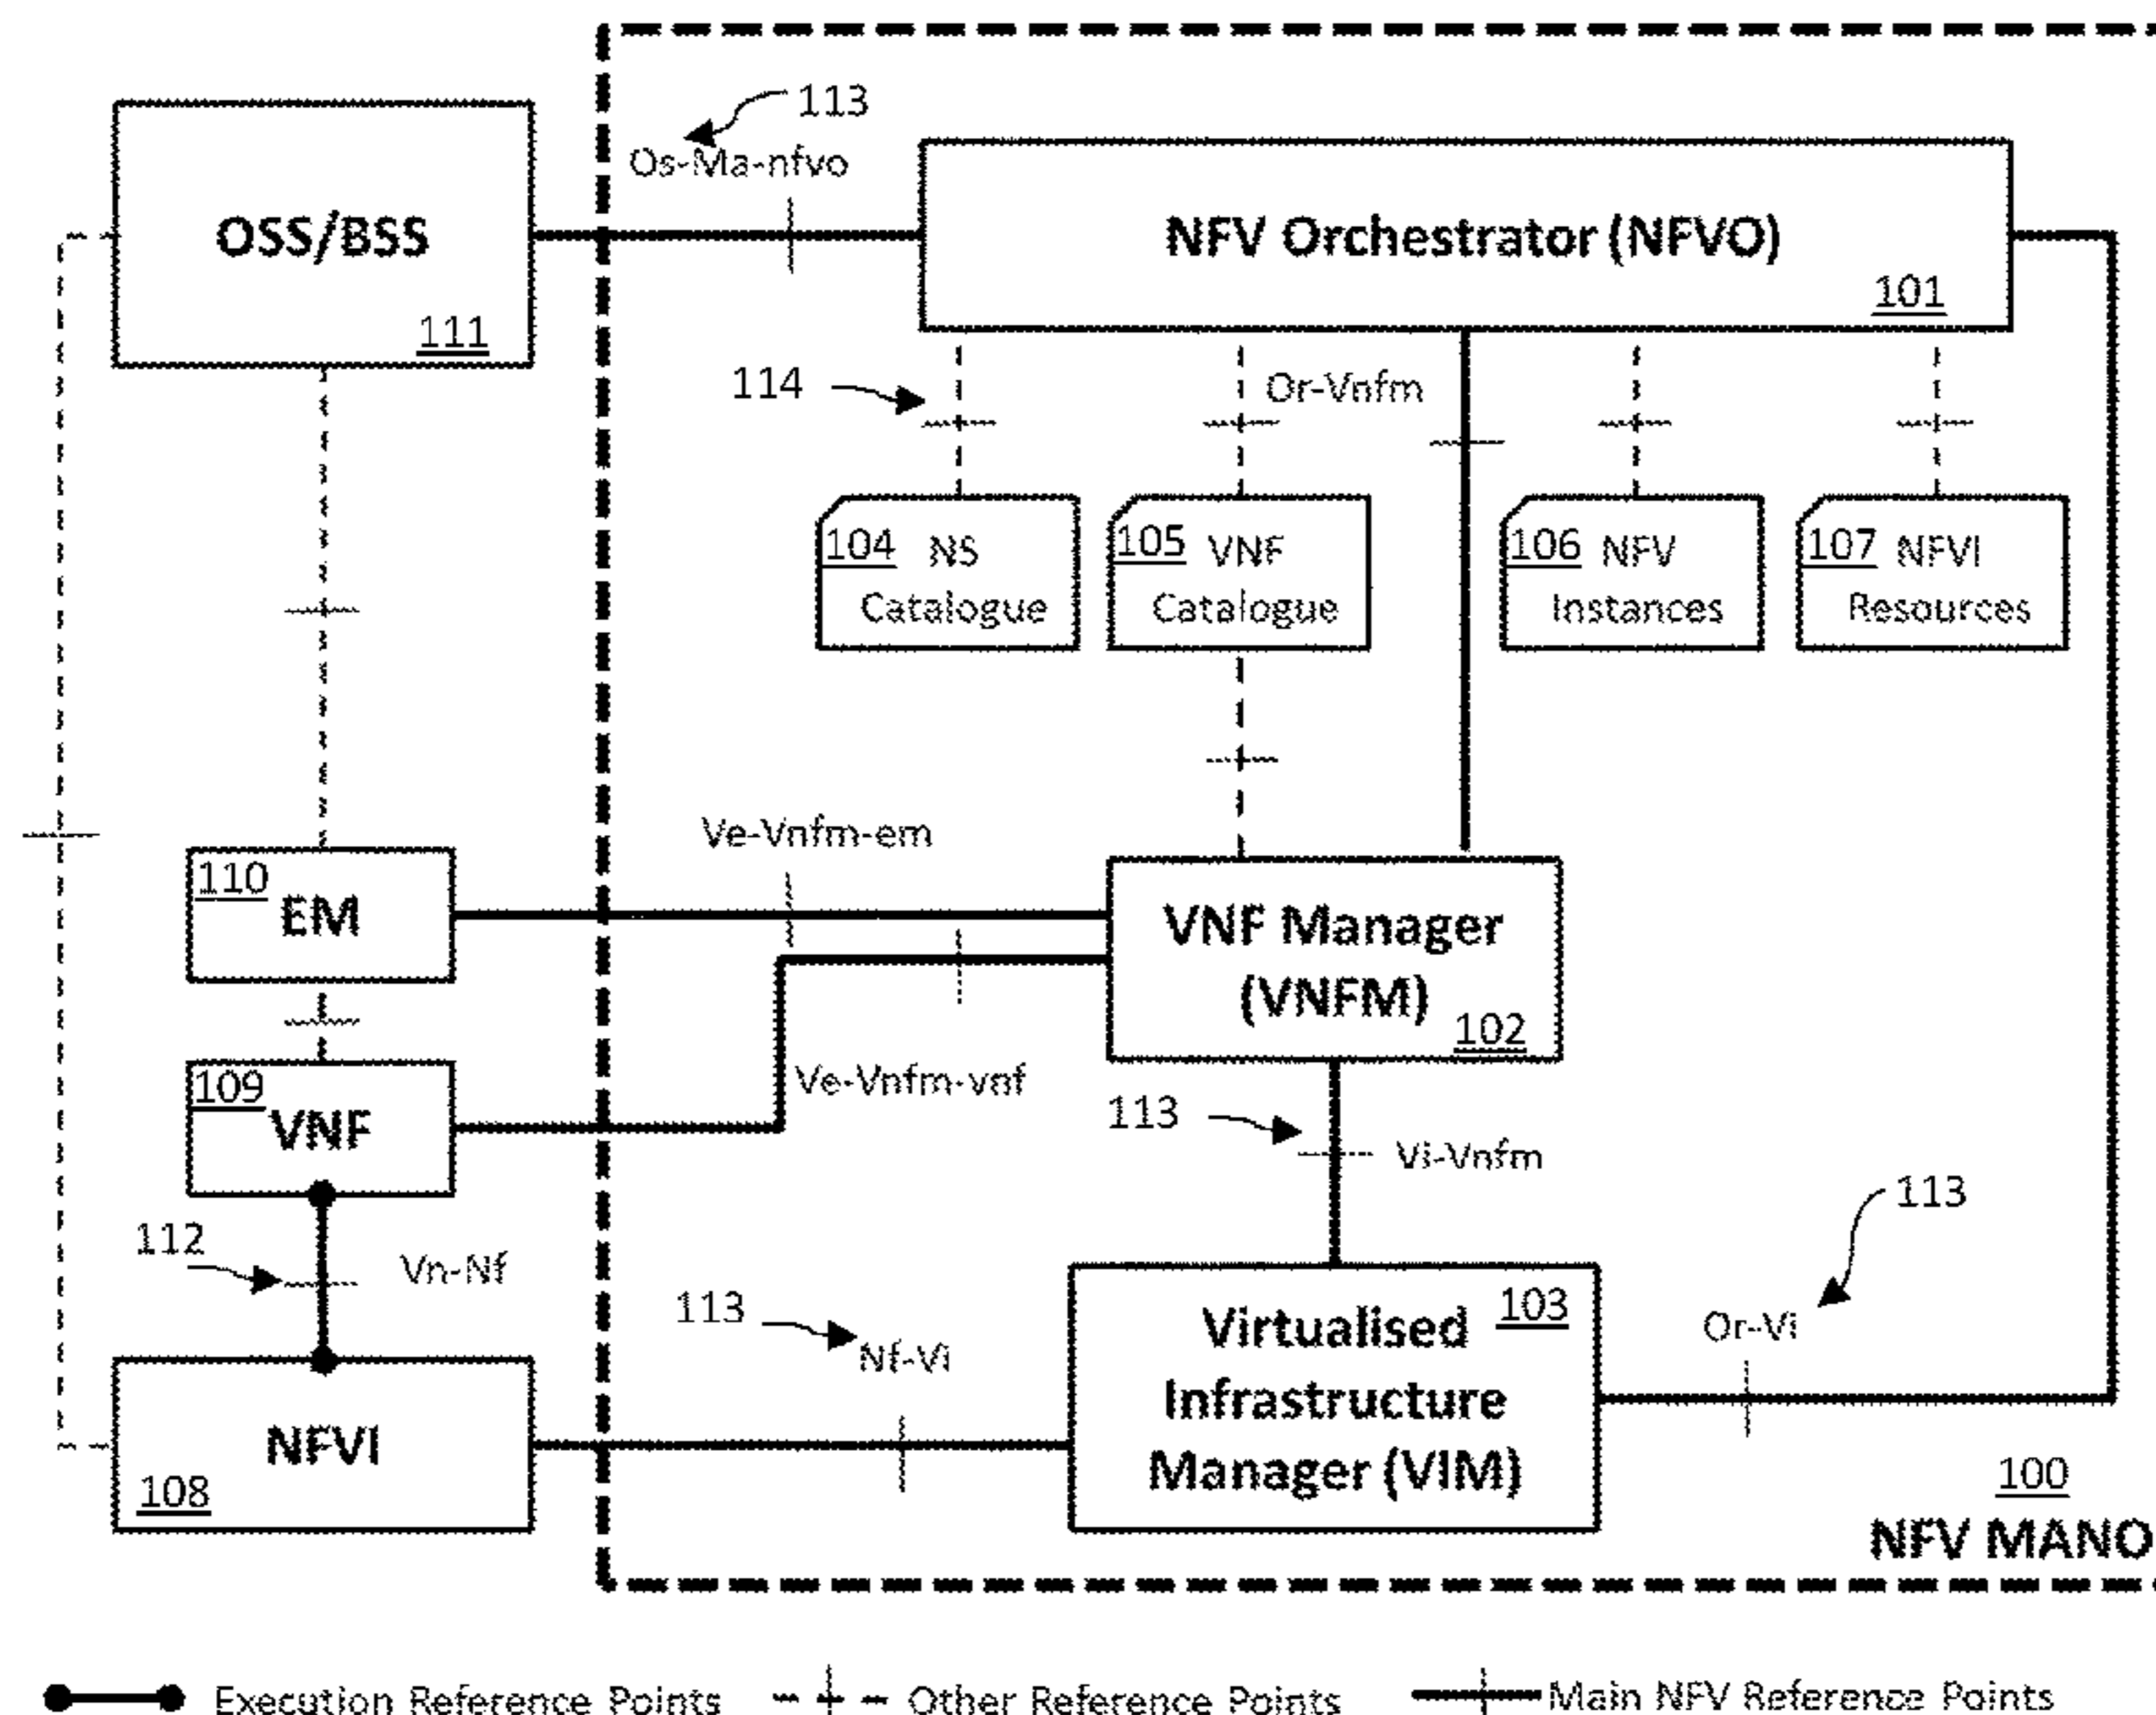 113
Os-Ma-nfvo
OSS/BSS
111
NFV Orchestrator (NFVO)
101
114
Or-Vnfm
104 NS
Catalogue
105 VNF
Catalogue
106 NFV
Instances
107 NFVI
Resources
Ve-Vnfm-em
110
EM
VNF Manager
(VNFM)
102
109
VNF
Ve-Vnfm-vnf
113
Vi-Vnfm
112
Vn-Nf
113
Nf-Vi
113
Or-Vi
Virtualised 103
Infrastructure
Manager (VIM)
NFVI
108
100
NFV MANO
Execution Reference Points
Other Reference Points
Main NFV Reference Points